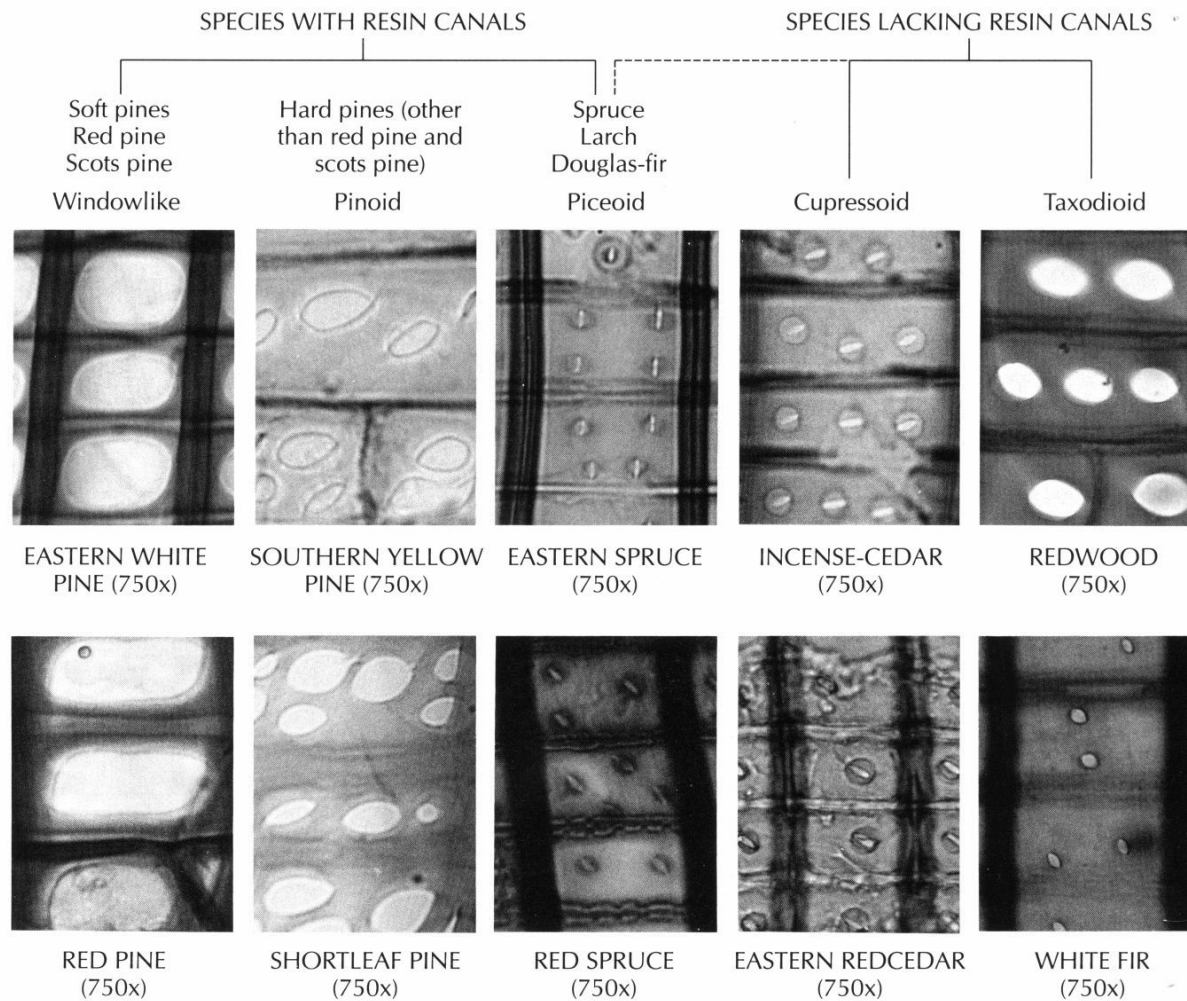 SPECIES WITH RESIN CANALS
SPECIES LACKING RESIN CANALS
Soft pines
Red pine
Scots pine
Windowlike
Hard pines (other
than red pine and
scots pine)
Pinoid
Spruce
Larch
Douglas-fir
Piceoid
Cupressoid
Taxodioid
EASTERN WHITE
PINE (750x)
SOUTHERN YELLOW
PINE (750x)
EASTERN SPRUCE
(750x)
INCENSE-CEDAR
(750x)
REDWOOD
(750x)
RED PINE
(750x)
SHORTLEAF PINE
(750x)
RED SPRUCE
(750x)
EASTERN REDCEDAR
(750x)
WHITE FIR
(750x)